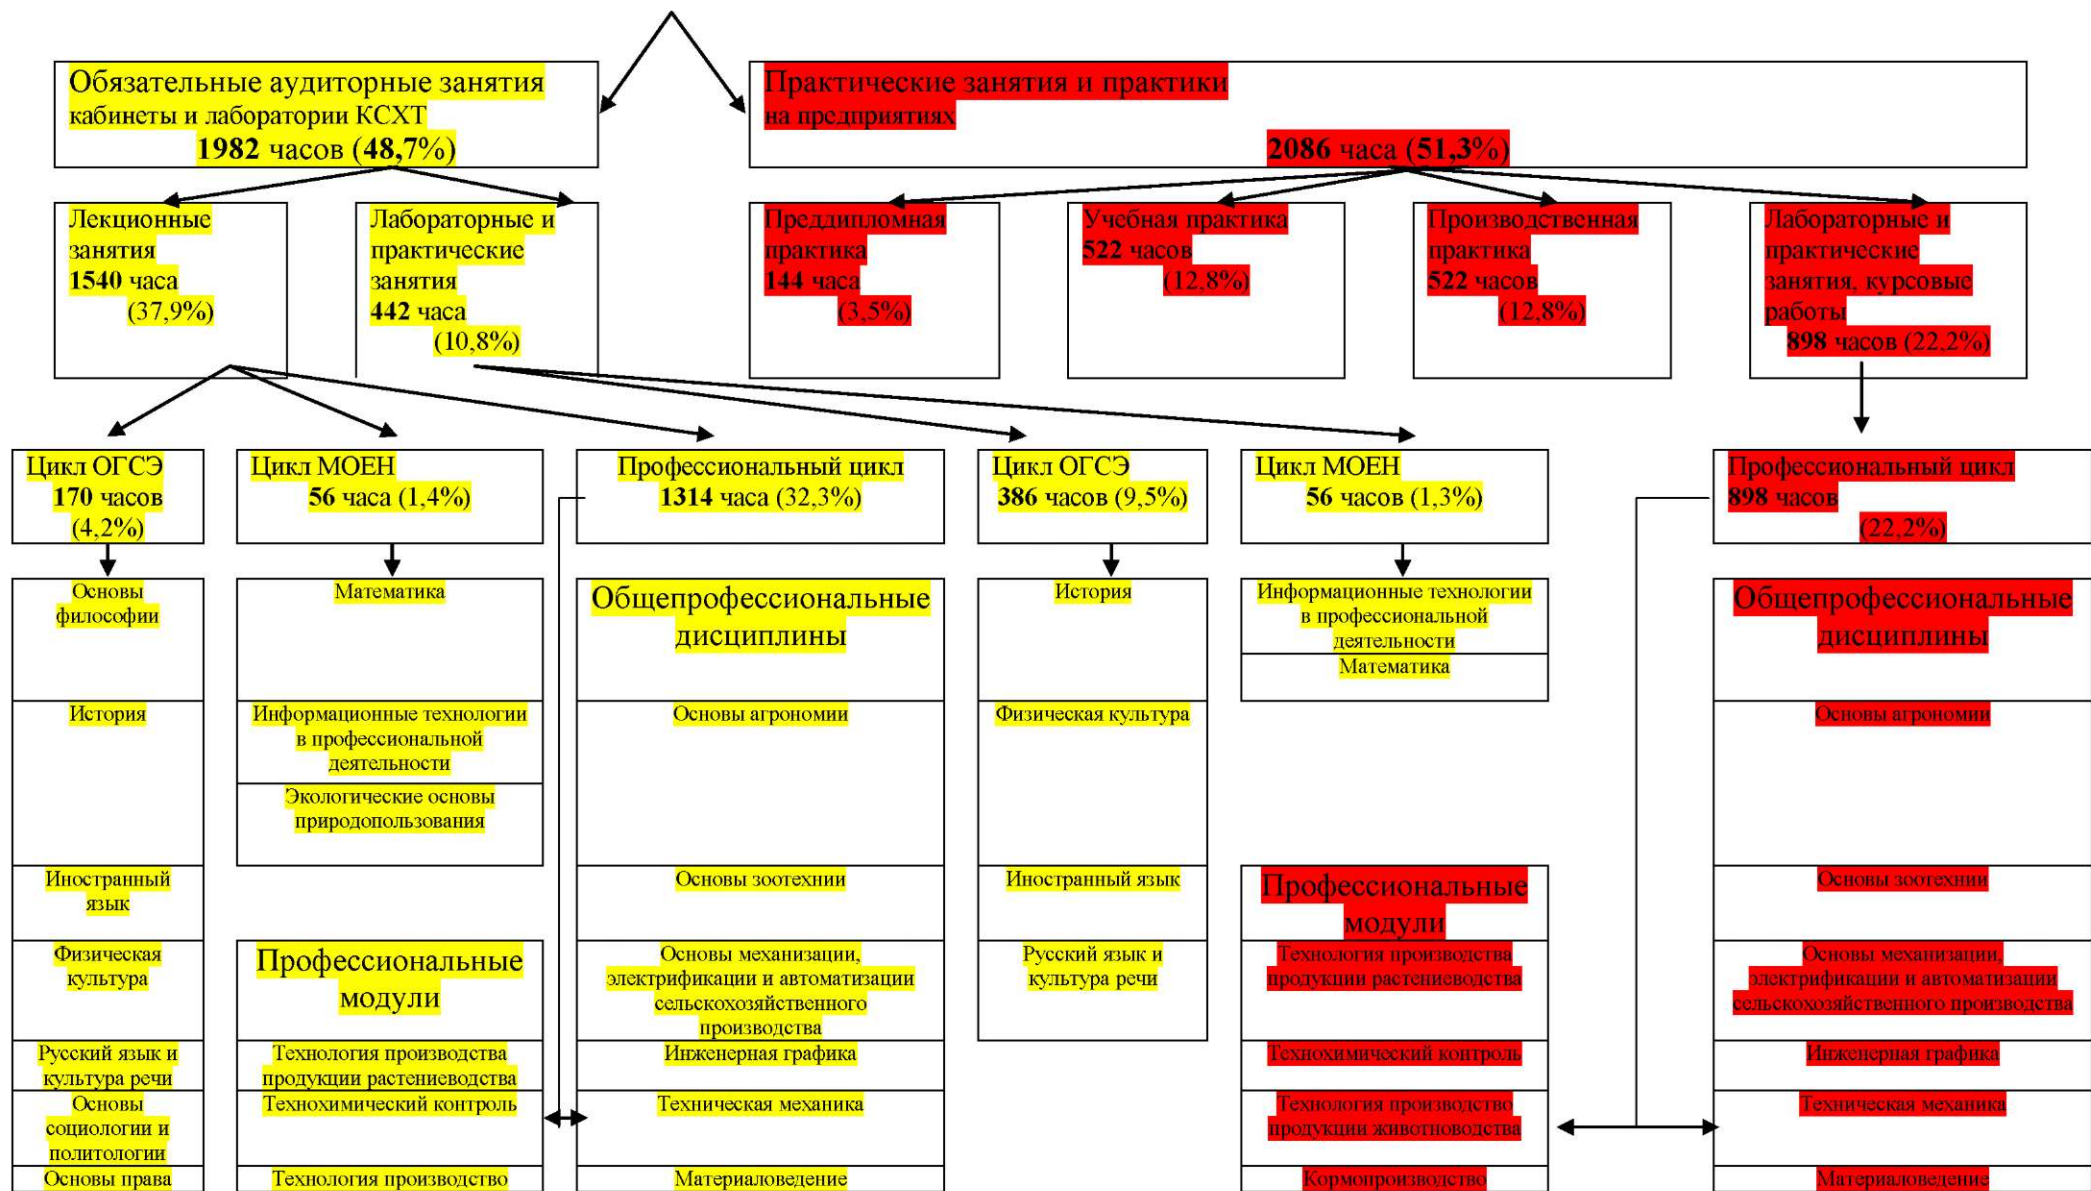 Обязательные аудиторные занятия
кабинеты и лаборатории КСХТ
1982 часов (48,7%)
Практические занятия и практики
на предприятиях
2086 часа (51,3%)
Лекционные
занятия
1540 часа
(37,9%)
Лабораторные и
практические
занятия
442 часа
(10,8%)
Преддипломная
практика
144 часа
(3,5%)
Учебная практика
522 часов
(12,8%)
Производственная
практика
522 часов
(12,8%)
Лабораторные и
практические
занятия, курсовые
работы
898 часов (22,2%)
Цикл ОГСЭ
170 часов
(4,2%)
Цикл МОЕН
56 часа (1,4%)
Профессиональный цикл
1314 часа (32,3%)
Цикл ОГСЭ
386 часов (9,5%)
Цикл МОЕН
56 часов (1,3%)
Профессиональный цикл
898 часов
(22,2%)
Основы
философии
История
Иностранный
язык
Физическая
культура
Русский язык и
культура речи
Основы
социологии и
политологии
Основы права
Математика
Информационные технологии
в профессиональной
деятельности
Экологические основы
природопользования
Профессиональные
модули
Технология производства
продукции растениеводства
Технохимический контроль
Технология производство
Общепрофессиональные
дисциплины
Основы агрономии
Основы зоотехнии
Основы механизации,
электрификации и автоматизации
сельскохозяйственного
производства
Инженерная графика
Техническая механика
Материаловедение
История
Физическая культура
Иностранный язык
Русский язык и
культура речи
Информационные технологии
в профессиональной
деятельности
Математика
Профессиональные
модули
Технология производства
продукции растениеводства
Технохимический контроль
Технология производство
продукции животноводства
Кормопроизводство
Общепрофессиональные
дисциплины
Основы агрономии
Основы зоотехнии
Основы механизации,
электрификации и автоматизации
сельскохозяйственного производства
Инженерная графика
Техническая механика
Материаловедение